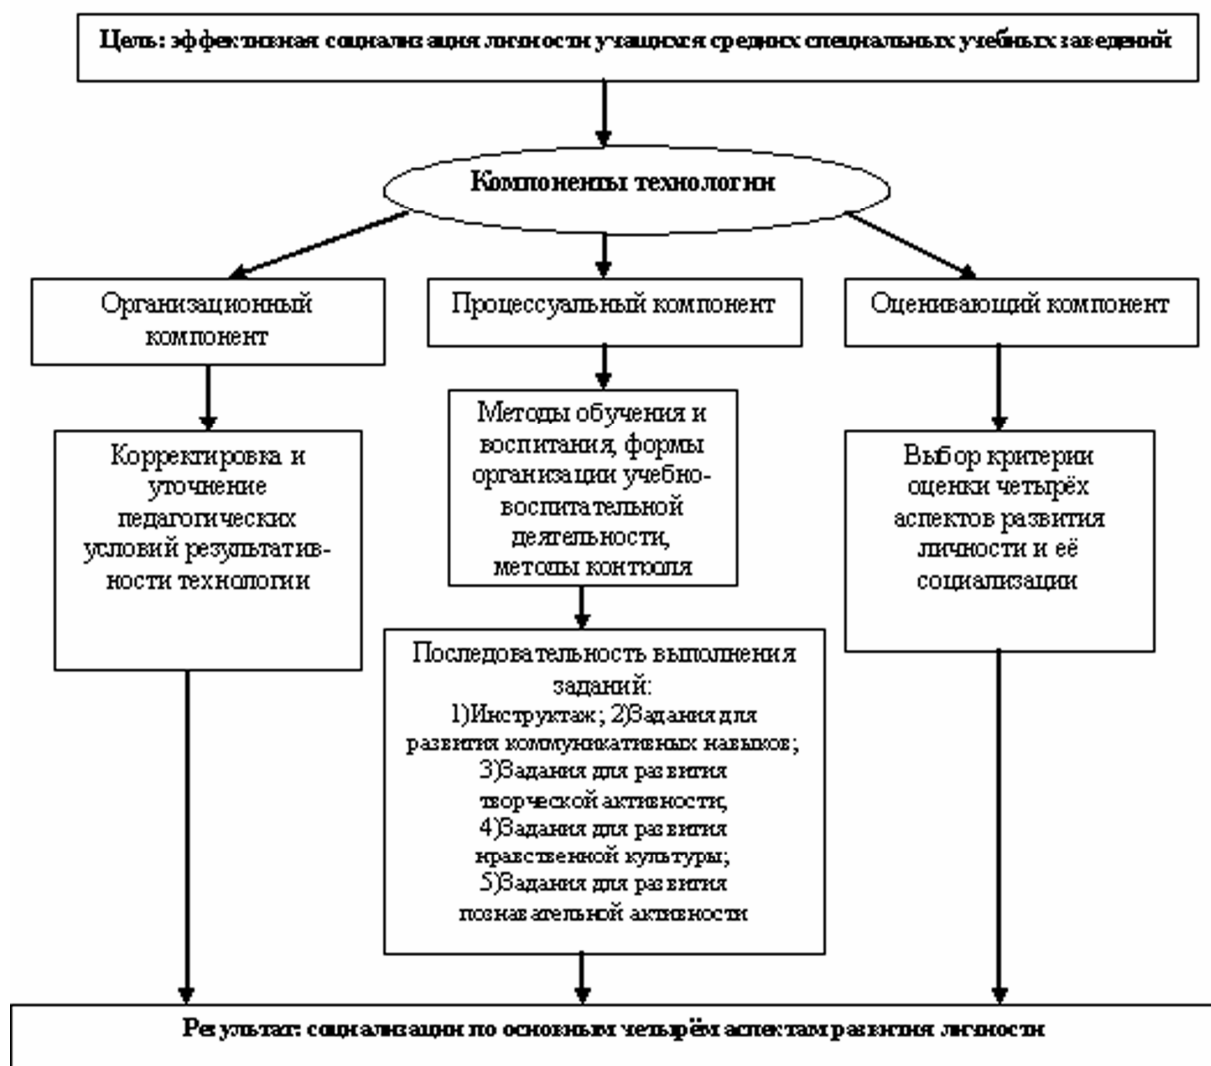 Цель: эффективная социализация личности учащихся средних специальных учебных заведений
Компоненты технологии
Организационный
компонент
Процессуальный компонент
Оценивающий компонент
Корректировка и
уточнение
педагогических
условий результатив-
ности технологии
Методы обучения и
воспитания, формы
организации учебно-
воспитательной
деятельности,
методы контроля
Выбор критерии
оценки четырёх
аспектов развития
личности и её
социализации
Последовательность выполнения
заданий:
1)Инструктаж; 2)Задания для
развития коммуникативных навыков;
3)Задания для развития
творческой активности;
4)Задания для развития
нравственной культуры;
5)Задания для развития
познавательной активности
Результат: социализации по основным четырём аспектам развития личности